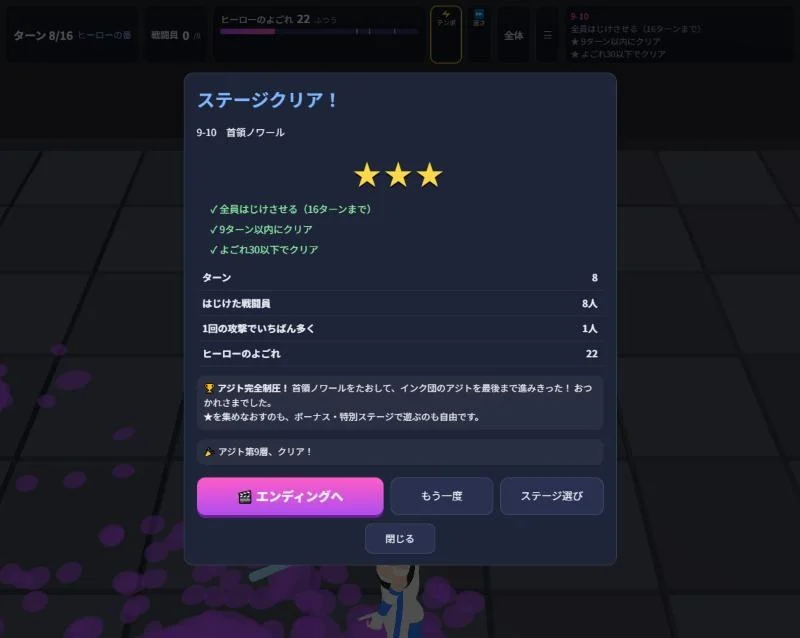 ターン 8/16 ヒーローの番
戦闘員 0 /8
ヒーローのよごれ 22 ふつう
テンポ
速さ
全体
☰
9-10
全員はじけさせる（16ターンまで）
★ 9ターン以内にクリア
★ よごれ30以下でクリア
ステージクリア！
9-10 首領ノワール
★★★
✓ 全員はじけさせる（16ターンまで）
✓ 9ターン以内にクリア
✓ よごれ30以下でクリア
ターン 8
はじけた戦闘員 8人
1回の攻撃でいちばん多く 1人
ヒーローのよごれ 22
🏆 アジト完全制圧！ 首領ノワールをたおして、インク団のアジトを最後まで進みきった！ おつ
かれさまでした。
★を集めなおすのも、ボーナス・特別ステージで遊ぶのも自由です。
🎉 アジト第9層、クリア！
🎬 エンディングへ
もう一度
ステージ選び
閉じる